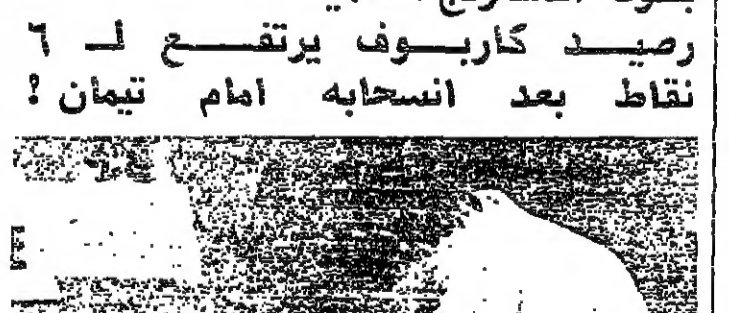 رصيد كاربوف يرتفع لـ ٦
نقاط بعد انسحابه امام تيمان !